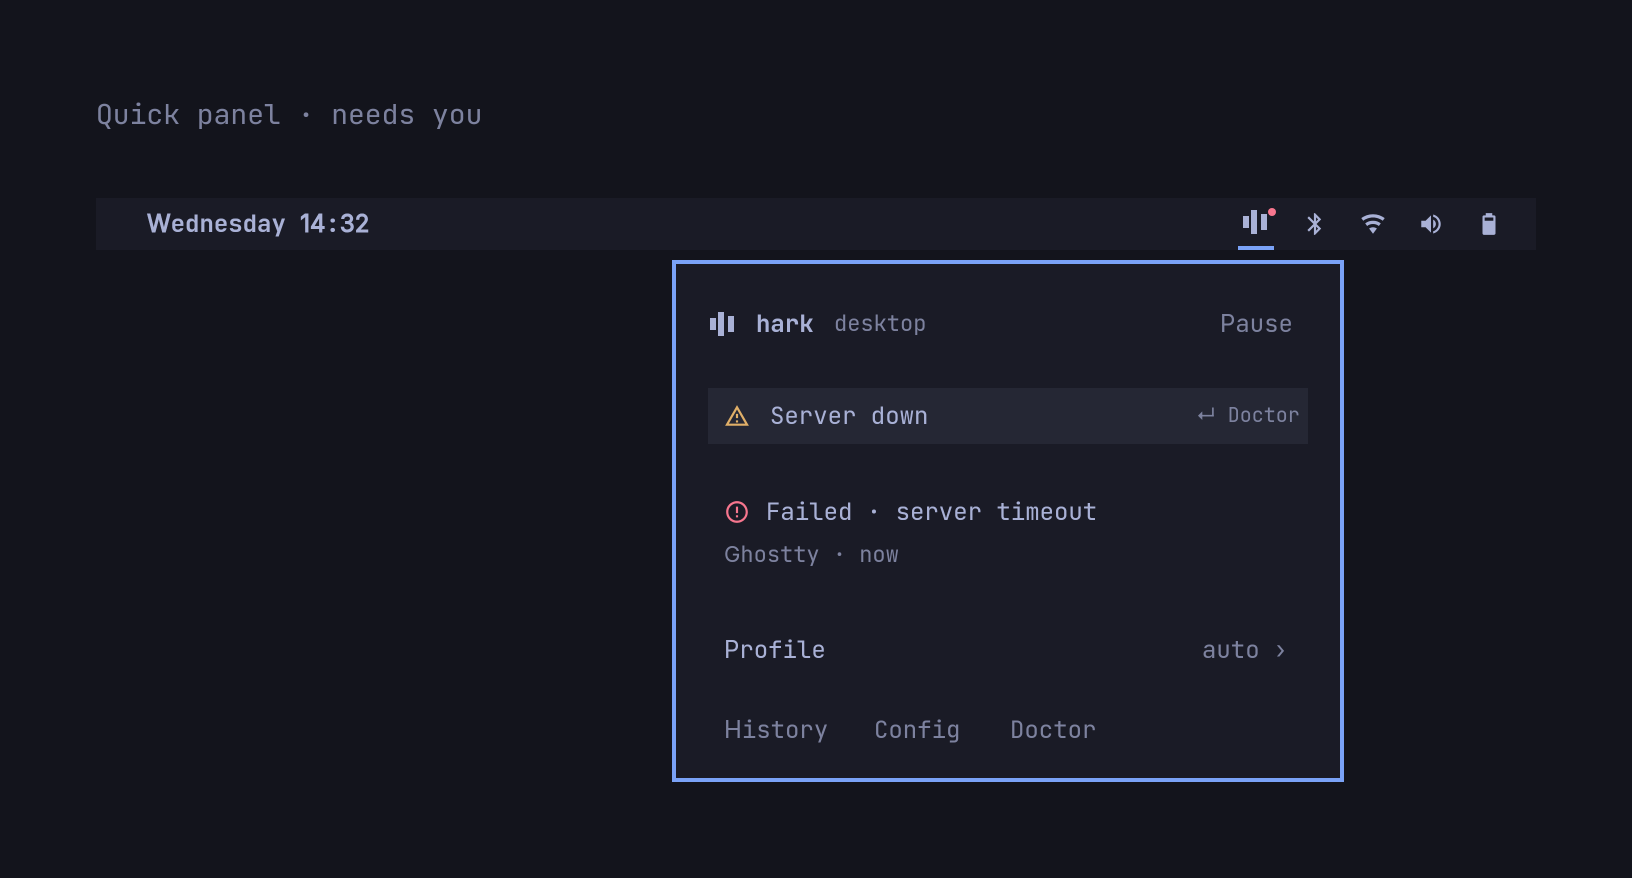 Quick panel · needs you
Wednesday 14:32
hark desktop Pause
Server down ↵ Doctor
Failed · server timeout
Ghostty · now
Profile auto ›
History Config Doctor